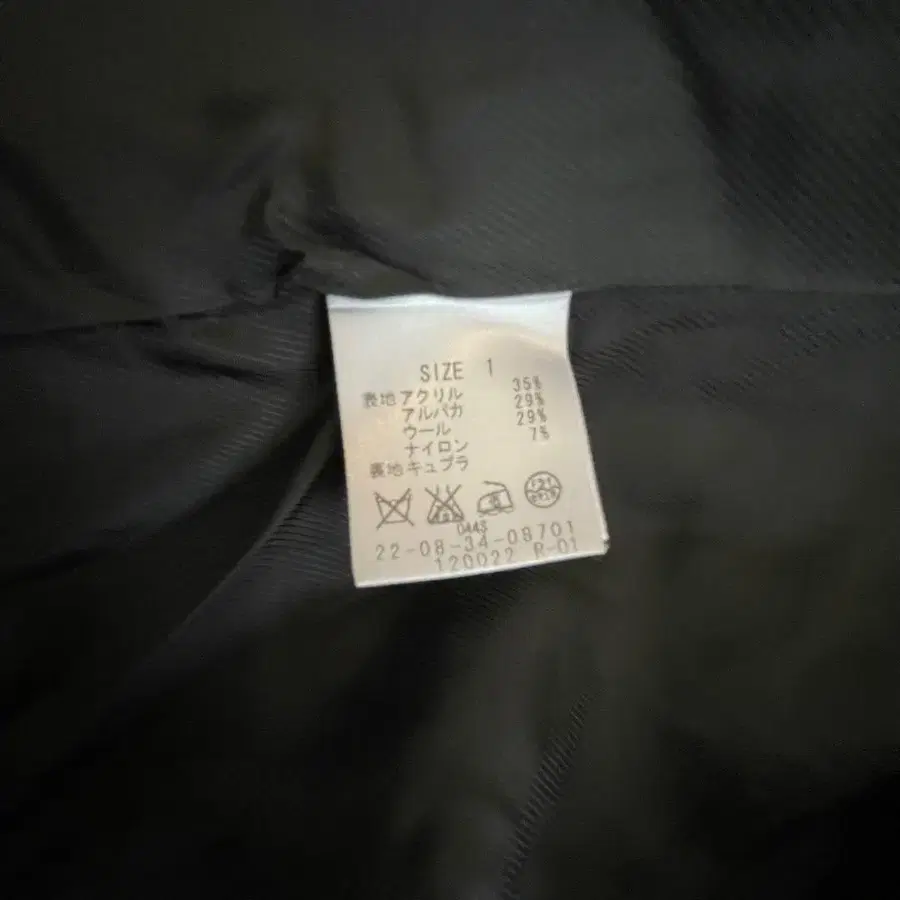 SIZE 1
表地アクリル 35%
アルパカ 29%
ウール 29%
ナイロン 7%
裏地キュプラ
044S
22-08-34-08701
120022 R-01